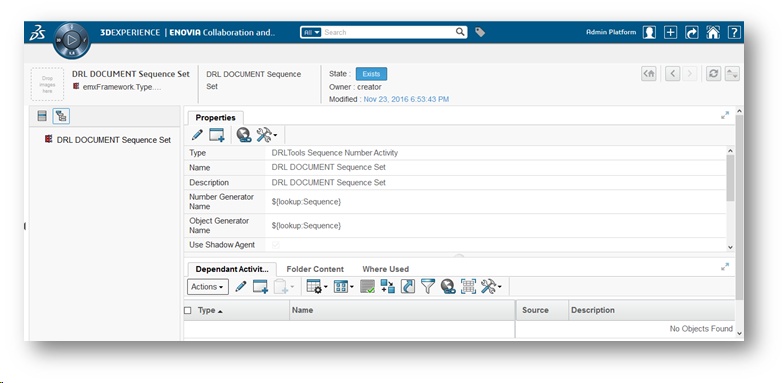 3DEXPERIENCE | ENOVIA Collaboration and..
All
Search
Admin Platform
Drop
images
here
DRL DOCUMENT Sequence Set
emxFramework.Type....
DRL DOCUMENT Sequence
Set
State : Exists
Owner : creator
Modified : Nov 23, 2016 6:53:43 PM
DRL DOCUMENT Sequence Set
Properties
Type DRLTools Sequence Number Activity
Name DRL DOCUMENT Sequence Set
Description DRL DOCUMENT Sequence Set
Number Generator
Name
${lookup:Sequence}
Object Generator
Name
${lookup:Sequence}
Use Shadow Agent
Dependant Activit... Folder Content Where Used
Actions
Type Name Source Description
No Objects Found